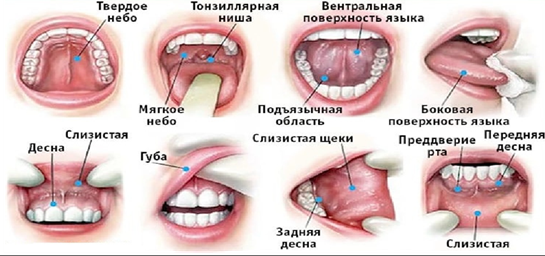 Твердое
небо
Тонзиллярная
ниша
Вентральная
поверхность языка
Мягкое
небо
Подъязычная
область
Боковая
поверхность языка
Десна
Слизистая
Губа
Слизистая щеки
Задняя
десна
Преддверие
рта
Передняя
десна
Слизистая